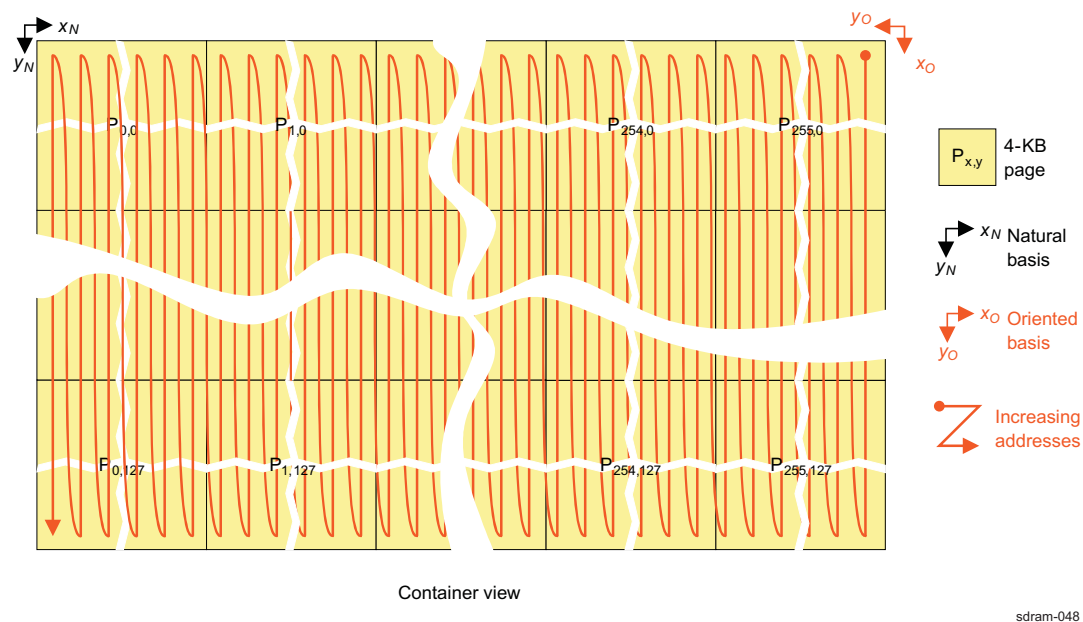 x_N
y_O
y_N
x_O
P_0,0
P_1,0
P_254,0
P_255,0
P_x,y
4-KB
page
x_N Natural
y_N basis
x_O Oriented
y_O basis
Increasing
addresses
P_0,127
P_1,127
P_254,127
P_255,127
Container view
sdram-048